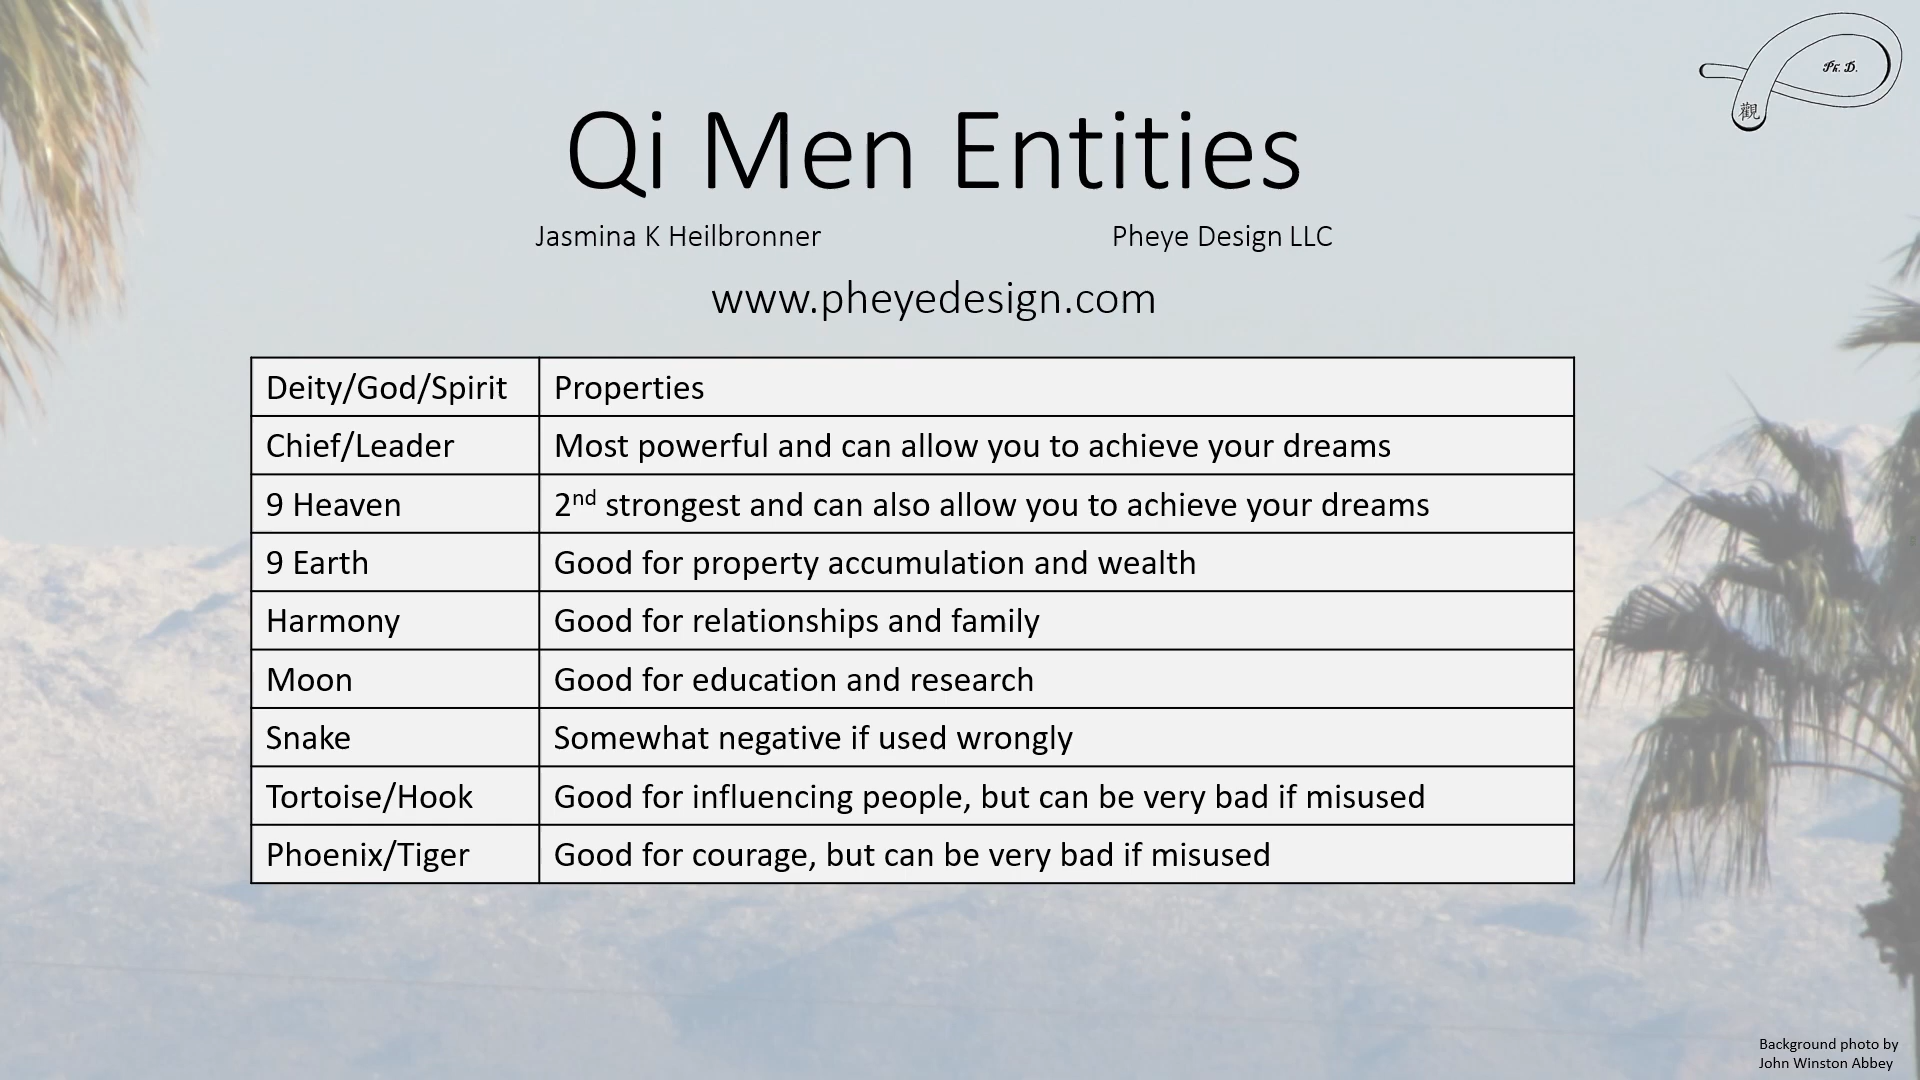 Ph. D.
觀
Qi Men Entities
Jasmina K Heilbronner Pheye Design LLC
www.pheyedesign.com
Deity/God/Spirit Properties
Chief/Leader Most powerful and can allow you to achieve your dreams
9 Heaven 2nd strongest and can also allow you to achieve your dreams
9 Earth Good for property accumulation and wealth
Harmony Good for relationships and family
Moon Good for education and research
Snake Somewhat negative if used wrongly
Tortoise/Hook Good for influencing people, but can be very bad if misused
Phoenix/Tiger Good for courage, but can be very bad if misused
Background photo by
John Winston Abbey